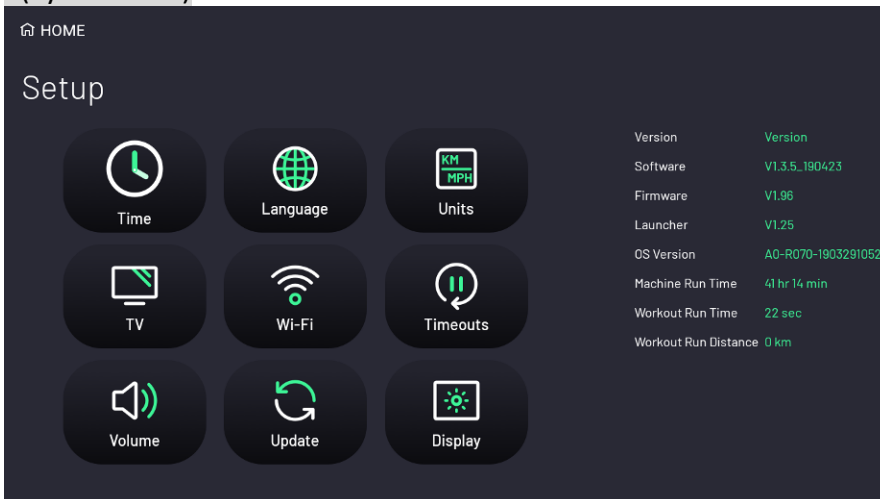 HOME
Setup
Time
Language
KM
MPH
Units
TV
Wi-Fi
Timeouts
Volume
Update
Display
Version Version
Software V1.3.5_190423
Firmware V1.96
Launcher V1.25
OS Version A0-R070-1903291052
Machine Run Time 41 hr 14 min
Workout Run Time 22 sec
Workout Run Distance 0 km